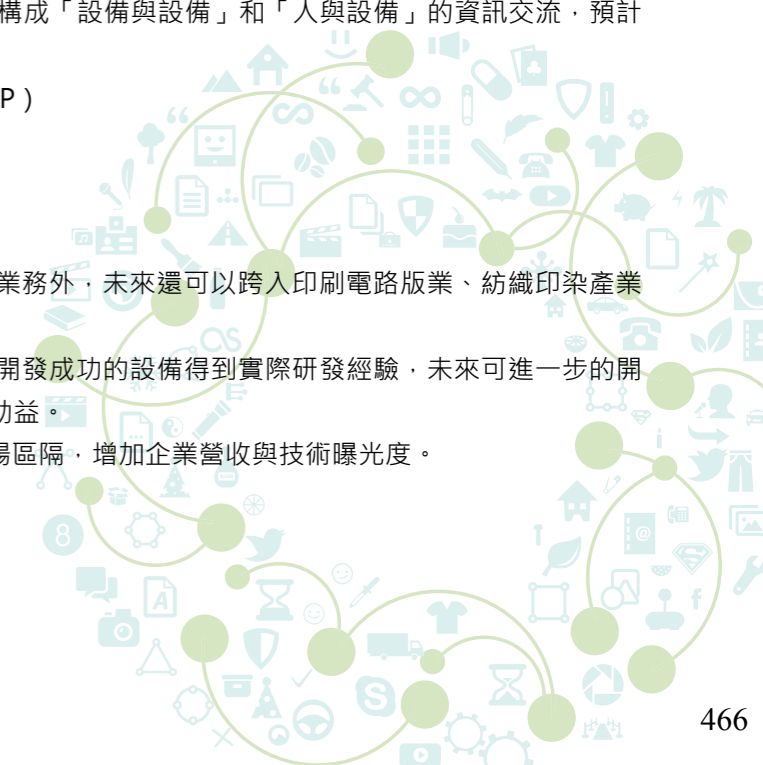 構成「設備與設備」和「人與設備」的資訊交流，預計
P）
業務外，未來還可以跨入印刷電路版業、紡織印染產業
開發成功的設備得到實際研發經驗，未來可進一步的開
助益。
場區隔，增加企業營收與技術曝光度。
466